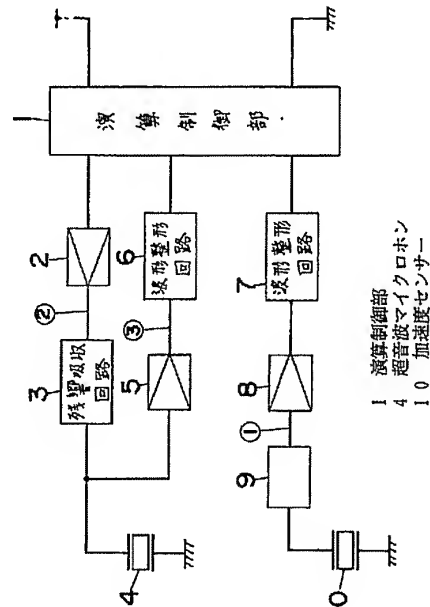 1
演算制御部
2
②
3
残響吸収
回路
6
波形整形
回路
③
5
4
7
波形整形
回路
8
①
9
0
1 演算制御部
4 超音波マイクロホン
10 加速度センサー